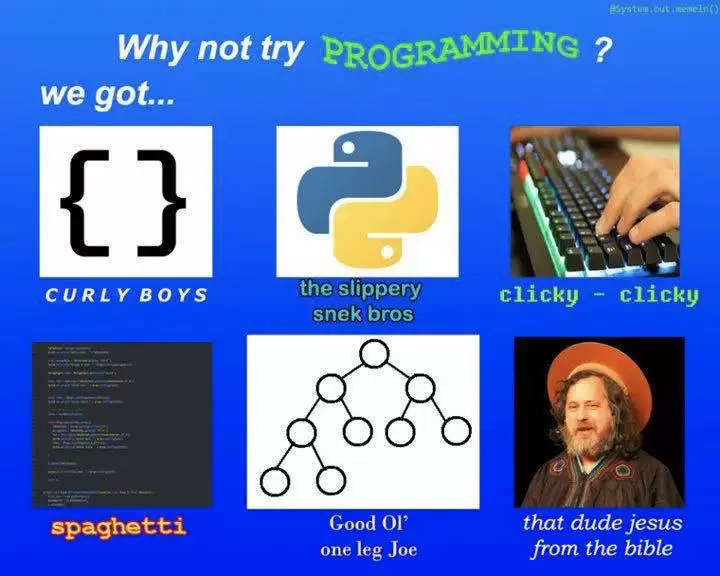 @System.out.memeln()
Why not try PROGRAMMING ?
we got...
{ }
CURLY BOYS
the slippery
snek bros
clicky - clicky
spaghetti
Good Ol'
one leg Joe
that dude jesus
from the bible